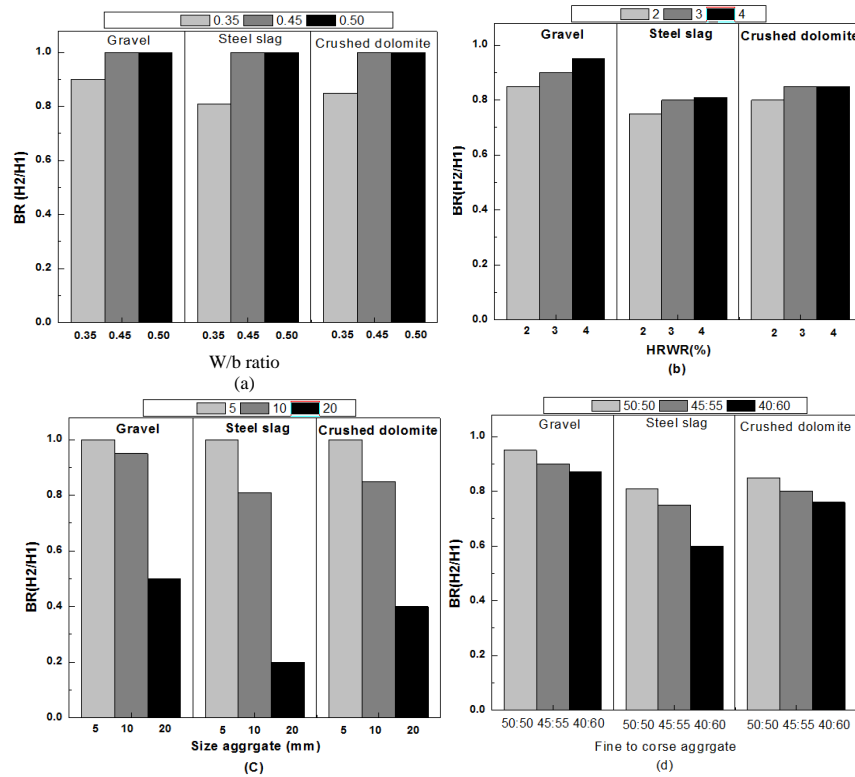 0.35 0.45 0.50
Gravel Steel slag Crushed dolomite
1.0
0.8
0.6
0.4
0.2
0.0
BR (H2/H1)
0.35 0.45 0.50 0.35 0.45 0.50 0.35 0.45 0.50
W/b ratio
(a)
2 3 4
Gravel Steel slag Crushed dolomite
1.0
0.8
0.6
0.4
0.2
0.0
BR(H2/H1)
2 3 4 2 3 4 2 3 4
HRWR(%)
(b)
5 10 20
Gravel Steel slag Crushed dolomite
1.0
0.8
0.6
0.4
0.2
0.0
BR(H2/H1)
5 10 20 5 10 20 5 10 20
Size aggrgate (mm)
(C)
50:50 45:55 40:60
Gravel Steel slag Crushed dolomite
1.0
0.8
0.6
0.4
0.2
0.0
BR(H2/H1)
50:50 45:55 40:60 50:50 45:55 40:60 50:50 45:55 40:60
Fine to corse aggrgate
(d)